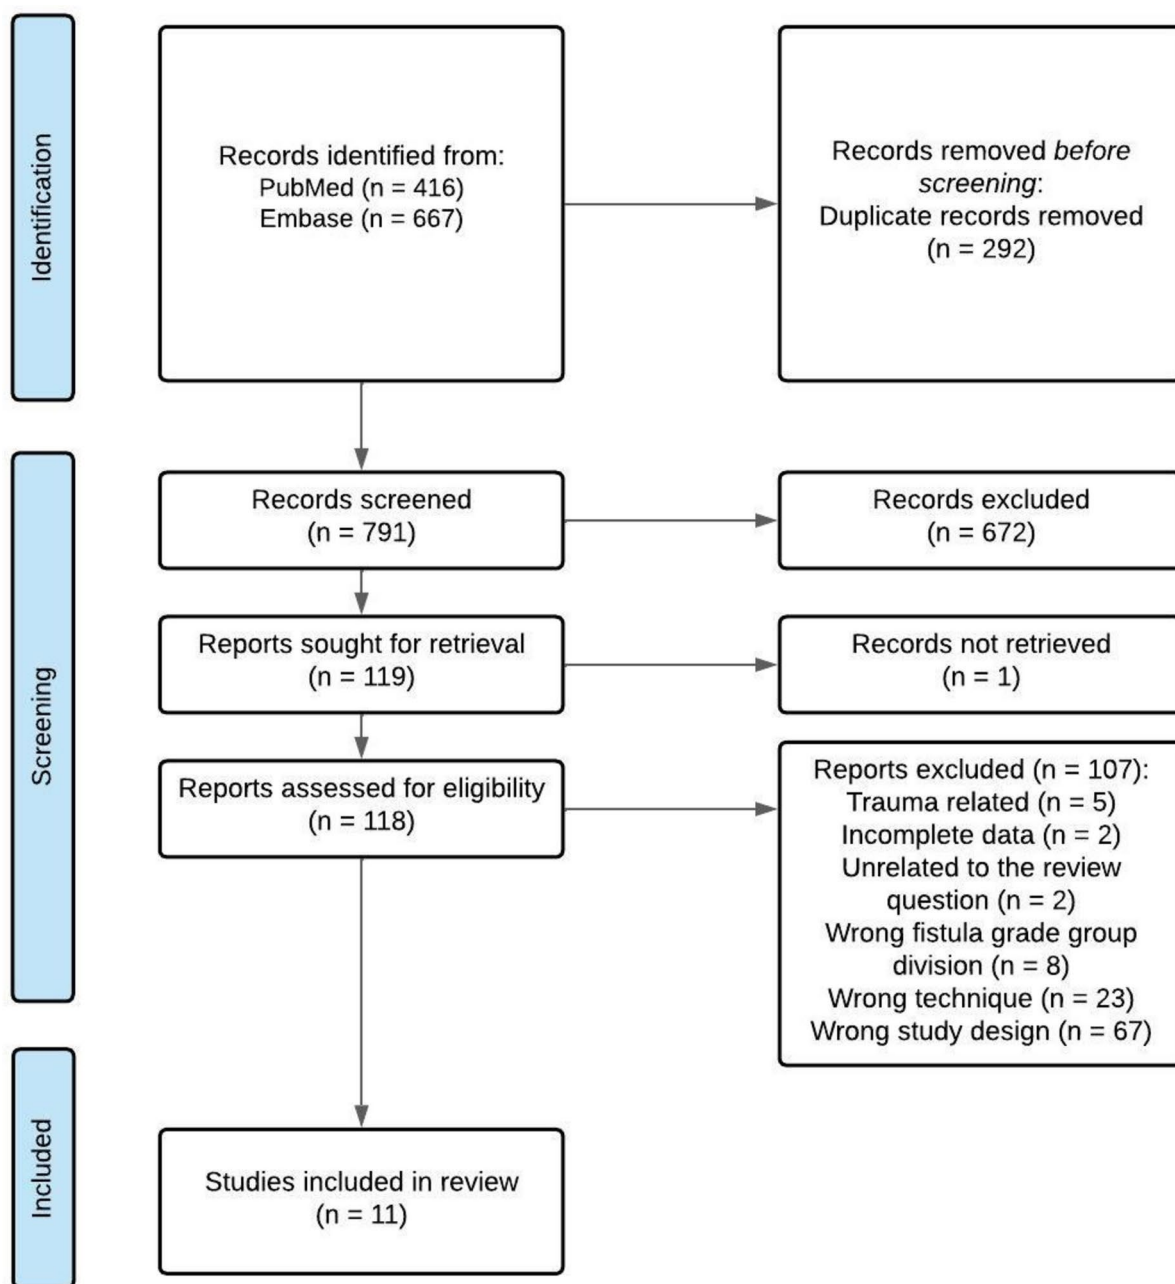 Identification
Records identified from:
PubMed (n = 416)
Embase (n = 667)
Records removed before
screening:
Duplicate records removed
(n = 292)
Screening
Records screened
(n = 791)
Records excluded
(n = 672)
Reports sought for retrieval
(n = 119)
Records not retrieved
(n = 1)
Reports assessed for eligibility
(n = 118)
Reports excluded (n = 107):
Trauma related (n = 5)
Incomplete data (n = 2)
Unrelated to the review
question (n = 2)
Wrong fistula grade group
division (n = 8)
Wrong technique (n = 23)
Wrong study design (n = 67)
Included
Studies included in review
(n = 11)